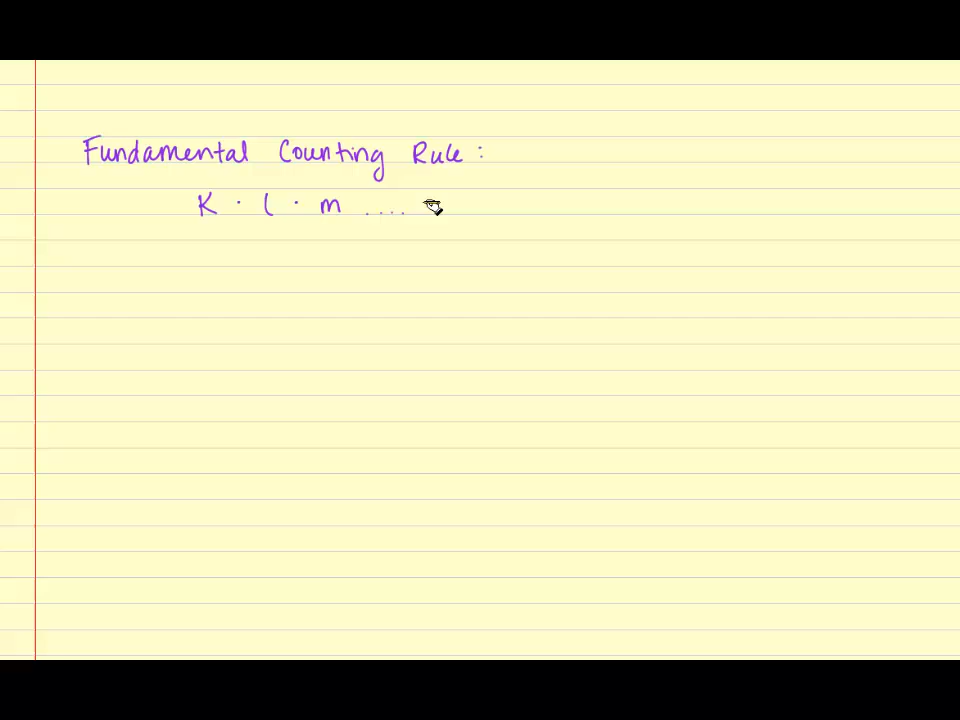 Fundamental Counting Rule :
K · l · m ....